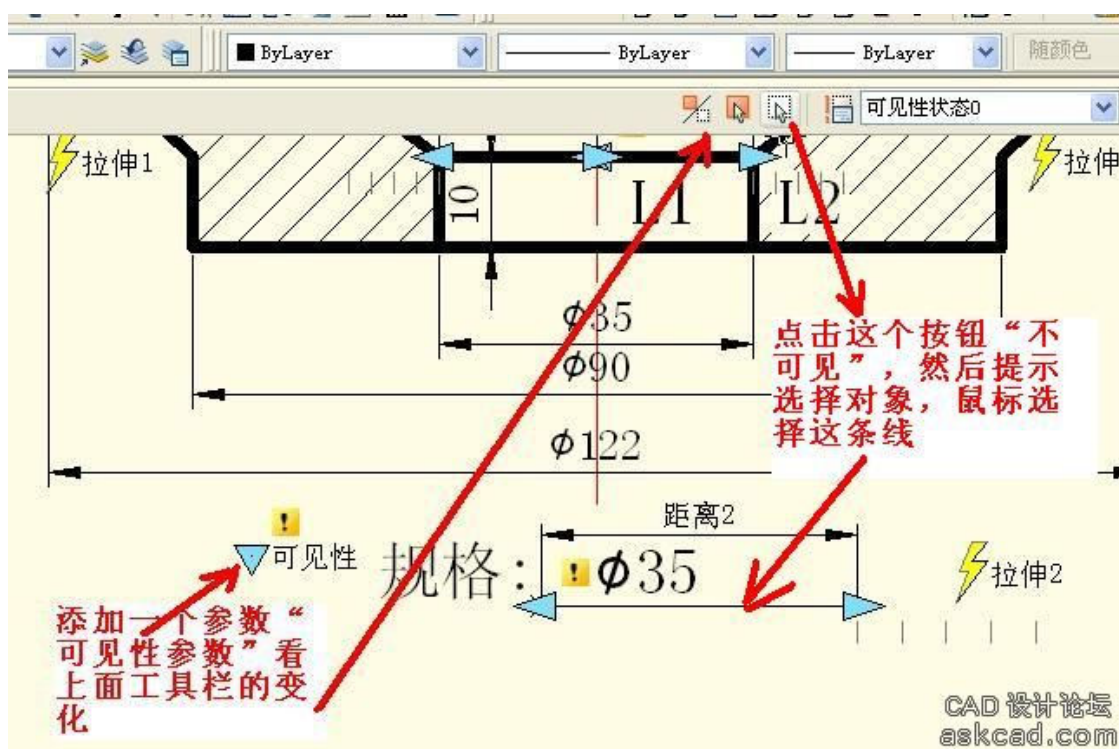 ByLayer
ByLayer
ByLayer
随颜色
可见性状态0
拉伸1
拉伸
10
L1
L2
ϕ35
ϕ90
ϕ122
点击这个按钮“不
可见”，然后提示
选择对象，鼠标选
择这条线
距离2
可见性
规格：ϕ35
拉伸2
添加一个参数“
可见性参数”看
上面工具栏的变
化
CAD 设计论坛
askcad.com